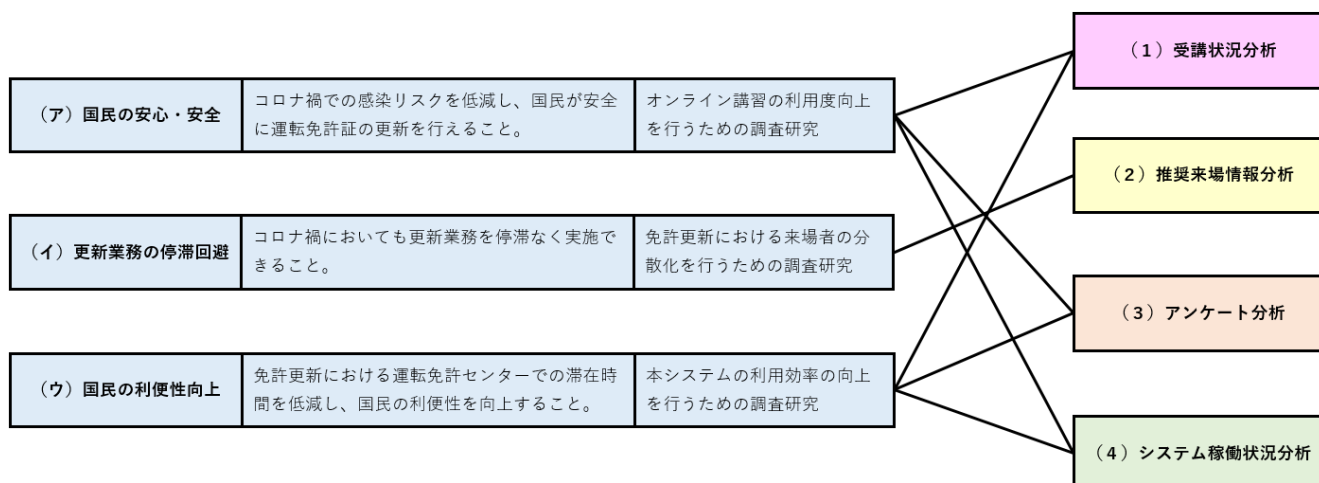 (ア)国民の安心・安全
コロナ禍での感染リスクを低減し、国民が安全
に運転免許証の更新を行えること。
オンライン講習の利用度向上
を行うための調査研究
(イ)更新業務の停滞回避
コロナ禍においても更新業務を停滞なく実施で
きること。
免許更新における来場者の分
散化を行うための調査研究
(ウ)国民の利便性向上
免許更新における運転免許センターでの滞在時
間を低減し、国民の利便性を向上すること。
本システムの利用効率の向上
を行うための調査研究
(1)受講状況分析
(2)推奨来場情報分析
(3)アンケート分析
(4)システム稼働状況分析